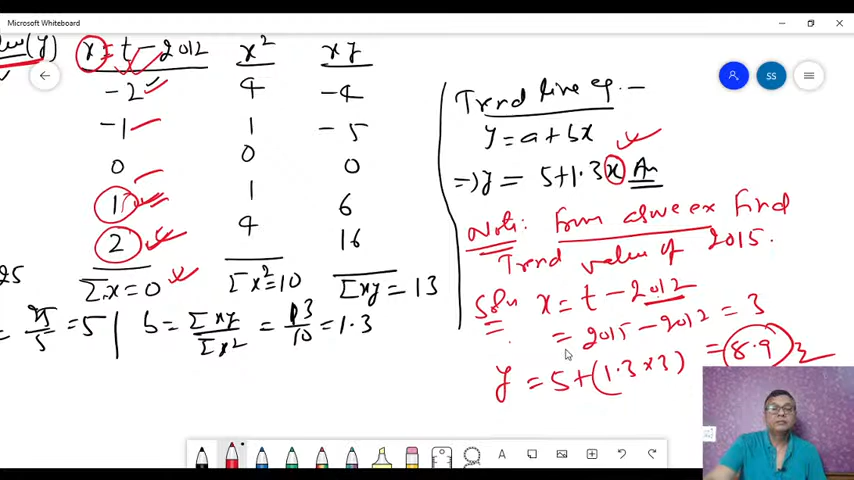 Microsoft Whiteboard
(y) x = t - 2012 x² xy
-2 4 -4
-1 1 -5
0 0 0
1 1 6
2 4 16
25 Σx = 0 Σx² = 10 Σxy = 13
= 25/5 = 5 | b = Σxy/Σx² = 13/10 = 1.3
Trend line eq. -
y = a + bx
=> y = 5 + 1.3x An
Note: From above ex Find
Trend value of 2015.
Soln x = t - 2012
= 2015 - 2012 = 3
y = 5 + (1.3 x 3) = 8.9
SS
A